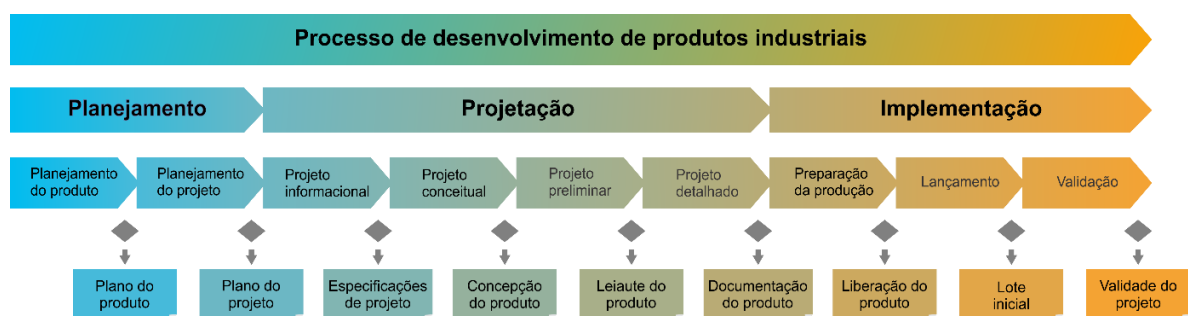 Processo de desenvolvimento de produtos industriais
Planejamento
Projetação
Implementação
Planejamento
do produto
Planejamento
do projeto
Projeto
informacional
Projeto
conceitual
Projeto
preliminar
Projeto
detalhado
Preparação
da produção
Lançamento
Validação
Plano do
produto
Plano do
projeto
Especificações
de projeto
Concepção
do produto
Leiaute do
produto
Documentação
do produto
Liberação do
produto
Lote
inicial
Validade do
projeto